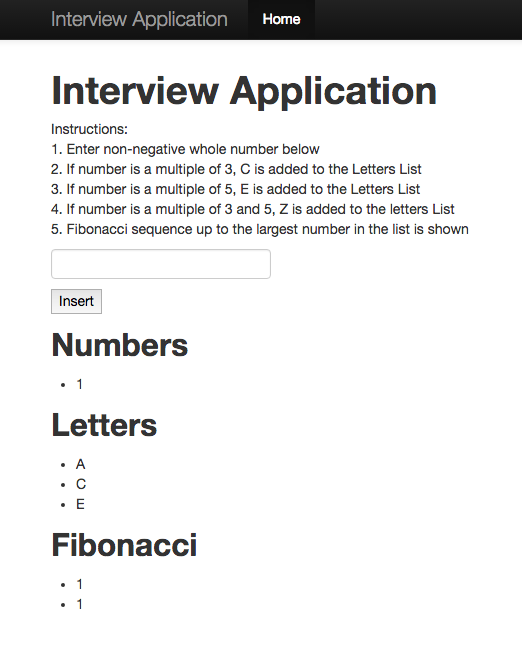 Interview Application Home
Interview Application
Instructions:
1. Enter non-negative whole number below
2. If number is a multiple of 3, C is added to the Letters List
3. If number is a multiple of 5, E is added to the Letters List
4. If number is a multiple of 3 and 5, Z is added to the letters List
5. Fibonacci sequence up to the largest number in the list is shown
Insert
Numbers
• 1
Letters
• A
• C
• E
Fibonacci
• 1
• 1